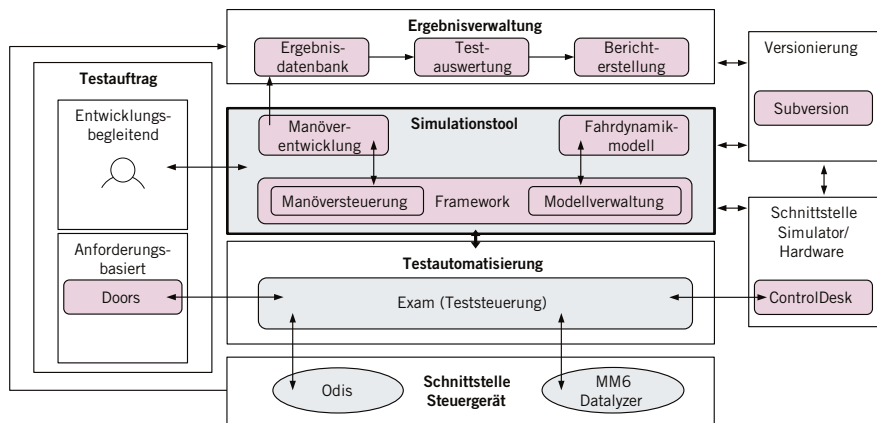 Ergebnisverwaltung
Ergebnis-
datenbank
Test-
auswertung
Bericht-
erstellung
Versionierung
Subversion
Testauftrag
Entwicklungs-
begleitend
Simulationstool
Manöver-
entwicklung
Fahrdynamik-
modell
Manöversteuerung
Framework
Modellverwaltung
Schnittstelle
Simulator/
Hardware
ControlDesk
Anforderungs-
basiert
Doors
Testautomatisierung
Exam (Teststeuerung)
Odis
Schnittstelle
Steuergerät
MM6
Datalyzer